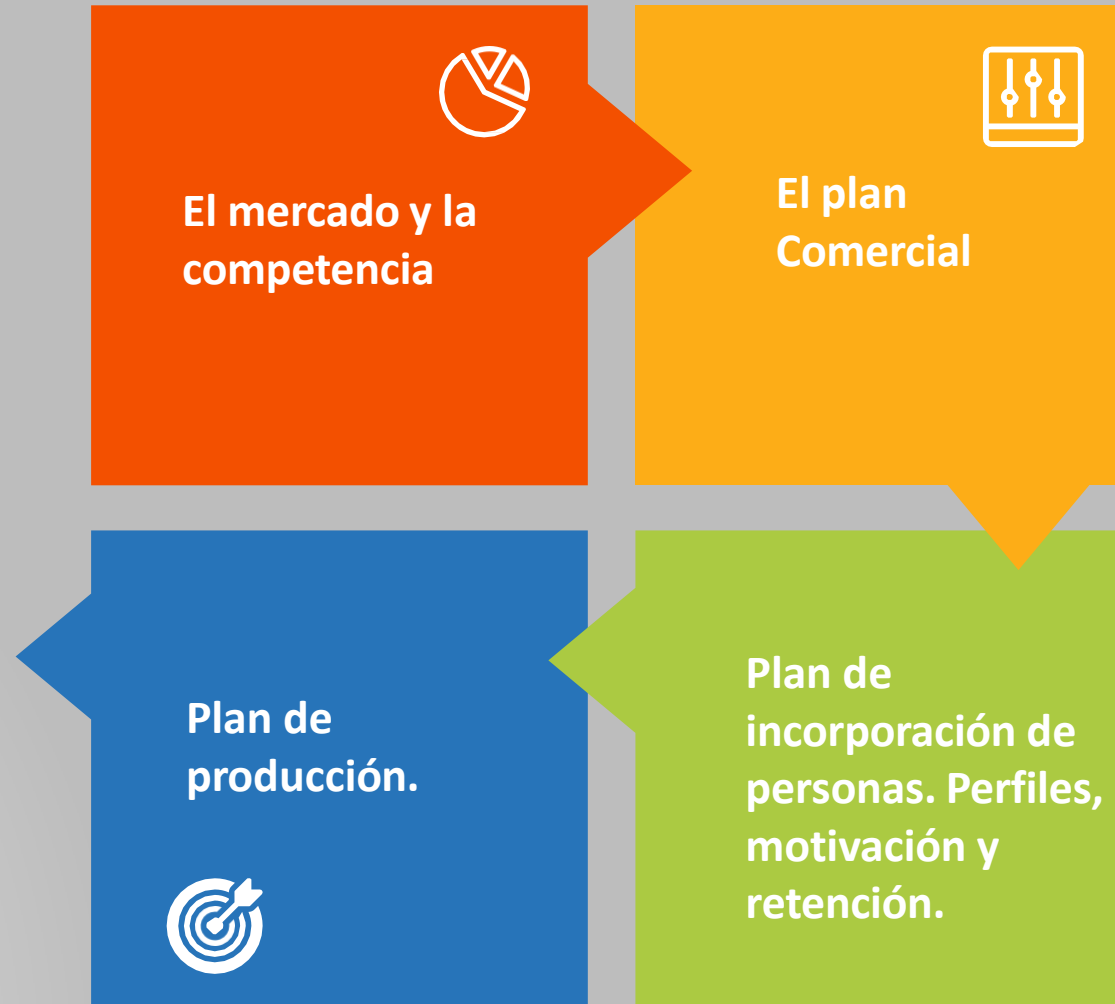 El mercado y la
competencia
El plan
Comercial
Plan de
producción.
Plan de
incorporación de
personas. Perfiles,
motivación y
retención.